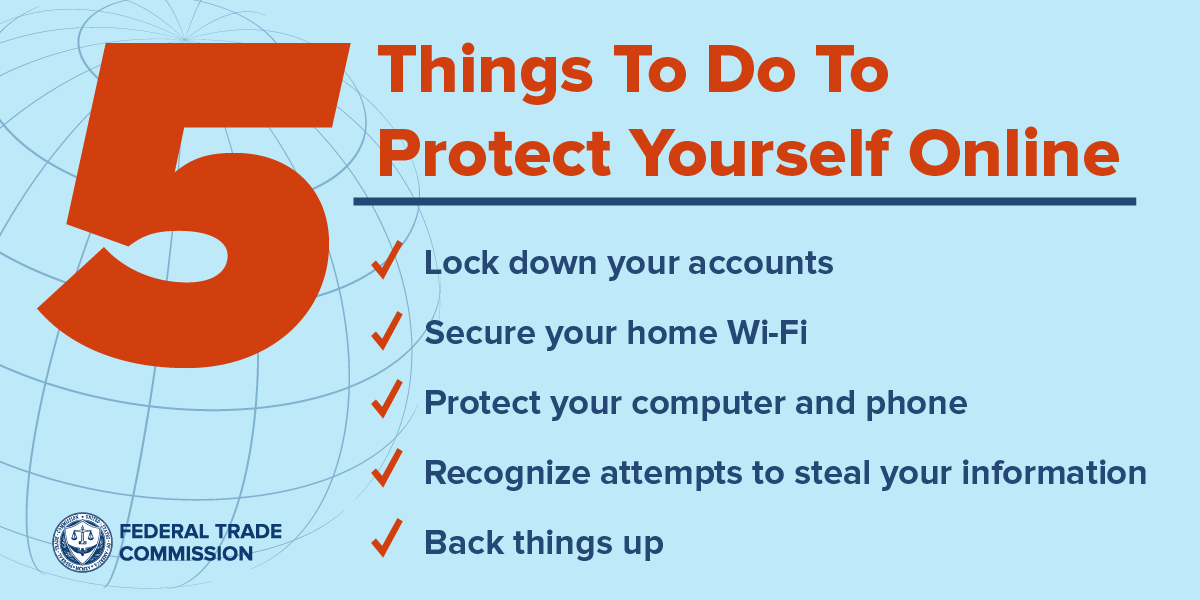 5
Things To Do To
Protect Yourself Online
Lock down your accounts
Secure your home Wi-Fi
Protect your computer and phone
Recognize attempts to steal your information
Back things up
FEDERAL TRADE
COMMISSION